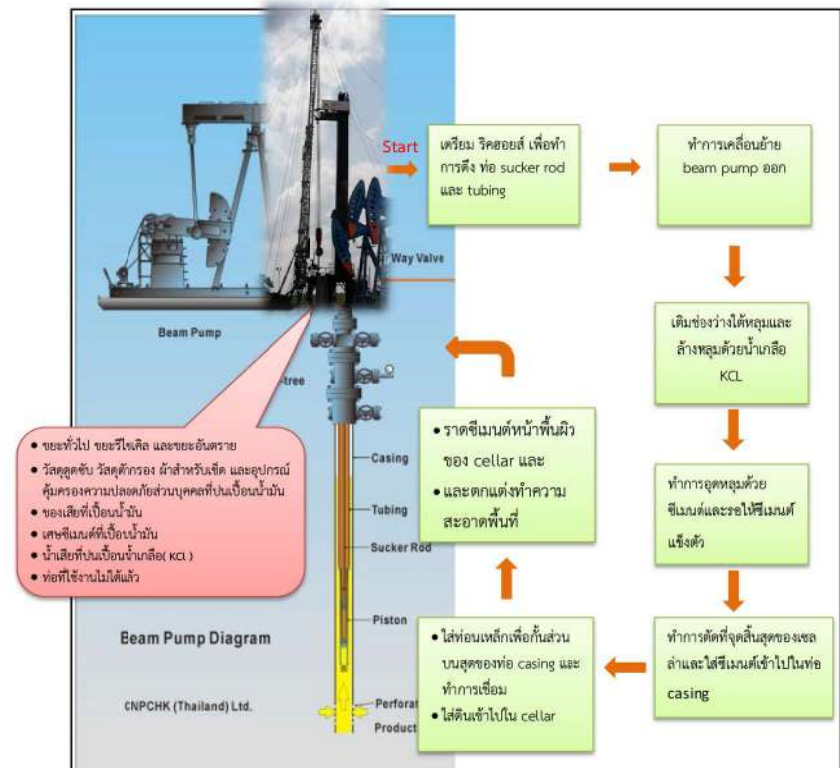 Start
เตรียม ริคฮอยส์ เพื่อทำ
การดึง ท่อ sucker rod
และ tubing
ทำการเคลื่อนย้าย
beam pump ออก
เติมช่องว่างใต้หลุมและ
ล้างหลุมด้วยน้ำเกลือ
KCL
ทำการอุดหลุมด้วย
ซีเมนต์และรอให้ซีเมนต์
แข็งตัว
ทำการตัดที่จุดสิ้นสุดของเซล
ล่าและใส่ซีเมนต์เข้าไปในท่อ
casing
• ใส่ท่อนเหล็กเพื่อกั้นส่วน
บนสุดของท่อ casing และ
ทำการเชื่อม
• ใส่ดินเข้าไปใน cellar
• ราดซีเมนต์หน้าพื้นผิว
ของ cellar และ
• และตกแต่งทำความ
สะอาดพื้นที่
Way Valve
Beam Pump
-tree
• ขยะทั่วไป ขยะรีไซเคิล และขยะอันตราย
• วัสดุดูดซับ วัสดุตัวกรอง ผ้าสำหรับเช็ด และอุปกรณ์
คุ้มครองความปลอดภัยส่วนบุคคลที่ปนเปื้อนน้ำมัน
• ของเสียที่เปื้อนน้ำมัน
• เศษซีเมนต์ที่เปื้อนน้ำมัน
• น้ำเสียที่ปนเปื้อนน้ำเกลือ( KCL )
• ท่อที่ใช้งานไม่ได้แล้ว
Casing
Tubing
Sucker Rod
Piston
Beam Pump Diagram
CNPCHK (Thailand) Ltd.
Perforat
Product